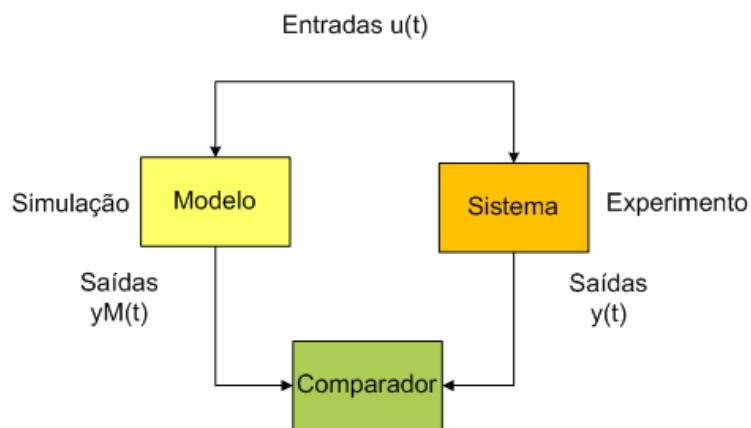 Entradas u(t)
Simulação
Modelo
Sistema
Experimento
Saídas
yM(t)
Saídas
y(t)
Comparador